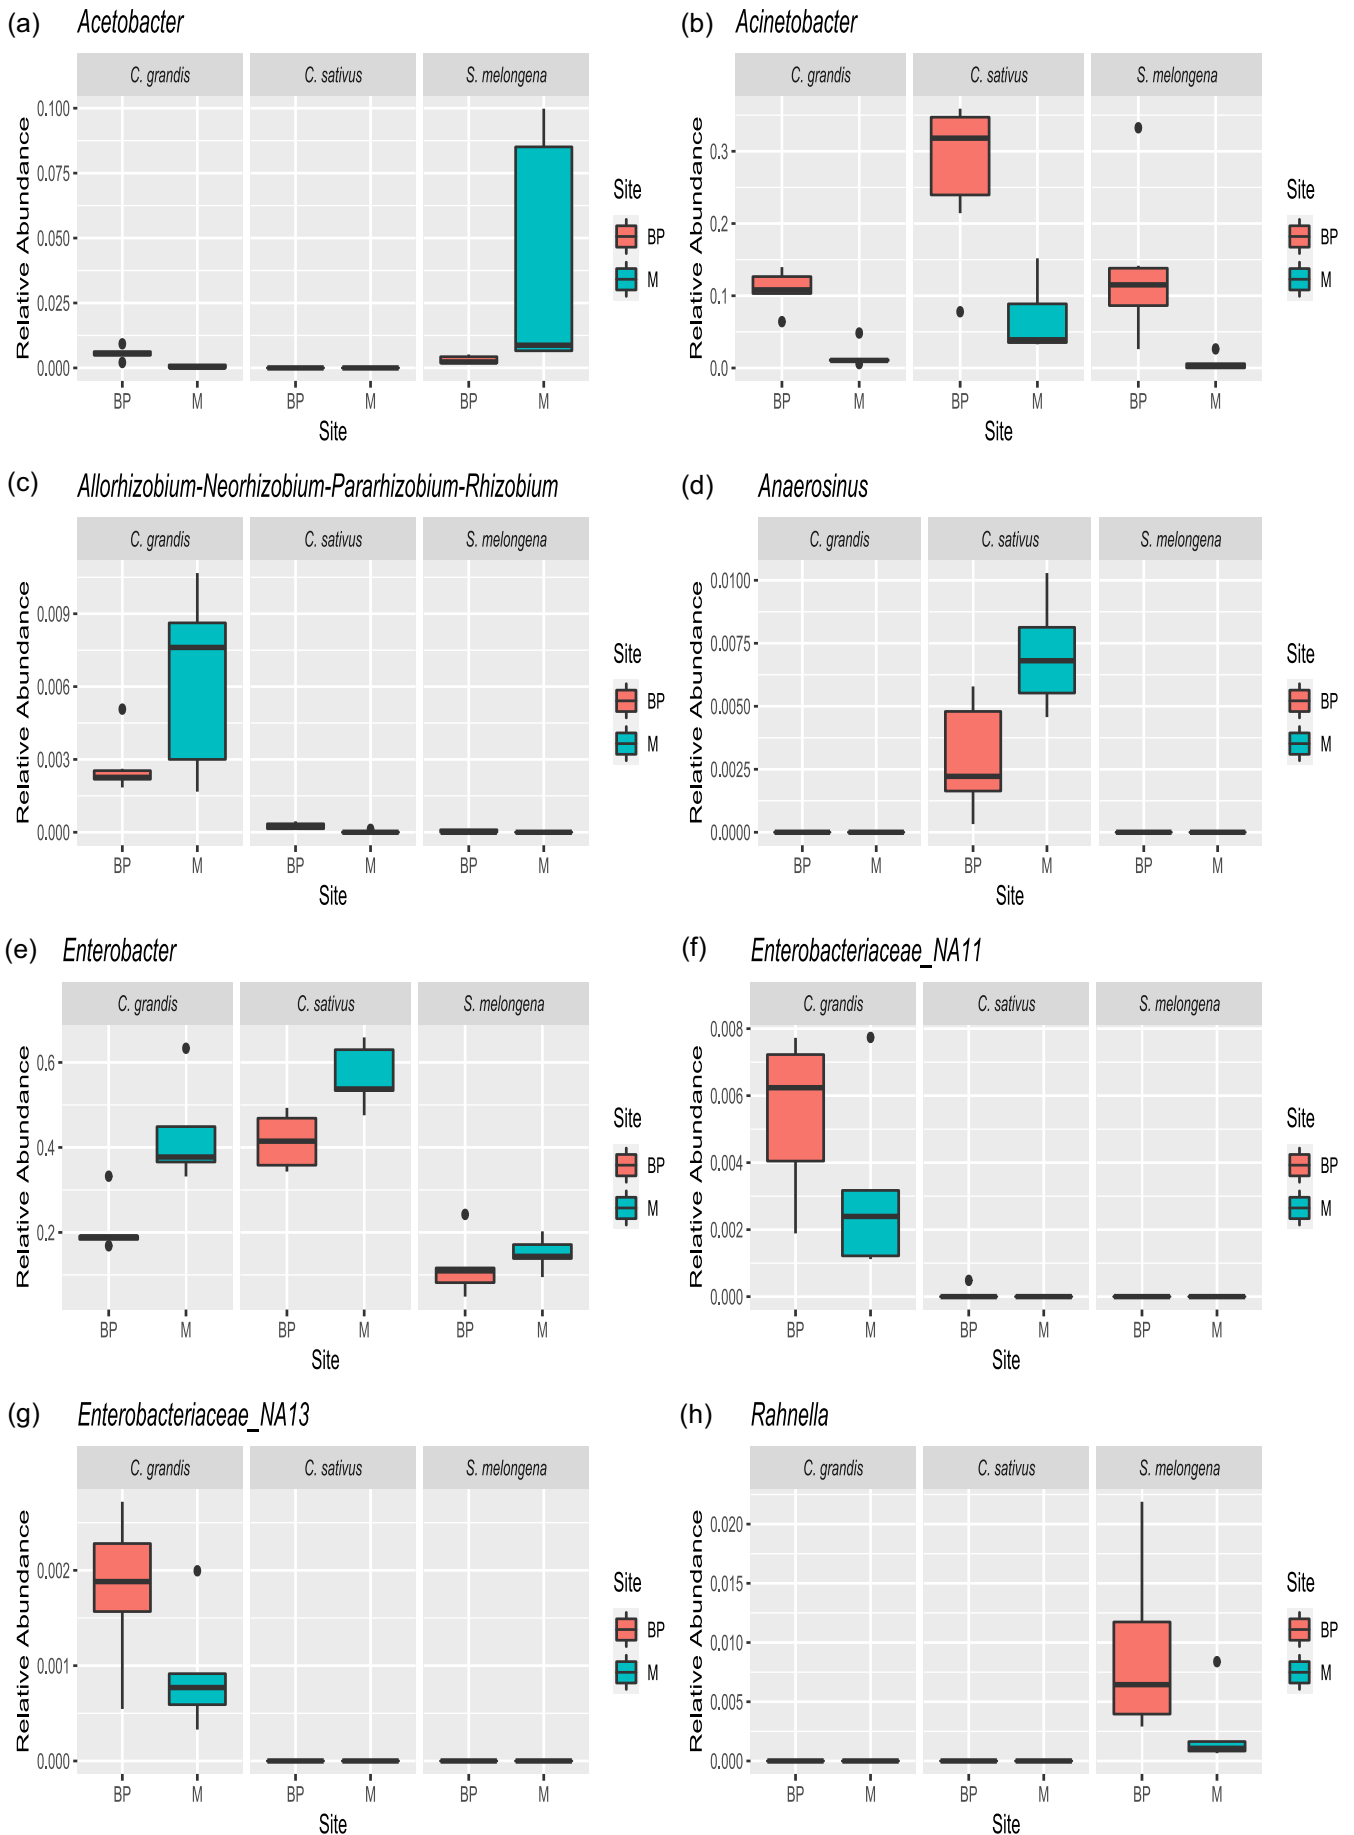 (a) Acetobacter
C. grandis C. sativus S. melongena
Relative Abundance
0.100
0.075
0.050
0.025
0.000
BP M BP M BP M
Site
Site
BP
M
(b) Acinetobacter
C. grandis C. sativus S. melongena
Relative Abundance
0.3
0.2
0.1
0.0
BP M BP M BP M
Site
Site
BP
M
(c) Allorhizobium-Neorhizobium-Pararhizobium-Rhizobium
C. grandis C. sativus S. melongena
Relative Abundance
0.009
0.006
0.003
0.000
BP M BP M BP M
Site
Site
BP
M
(d) Anaerosinus
C. grandis C. sativus S. melongena
Relative Abundance
0.0100
0.0075
0.0050
0.0025
0.0000
BP M BP M BP M
Site
Site
BP
M
(e) Enterobacter
C. grandis C. sativus S. melongena
Relative Abundance
0.6
0.4
0.2
BP M BP M BP M
Site
Site
BP
M
(f) Enterobacteriaceae_NA11
C. grandis C. sativus S. melongena
Relative Abundance
0.008
0.006
0.004
0.002
0.000
BP M BP M BP M
Site
Site
BP
M
(g) Enterobacteriaceae_NA13
C. grandis C. sativus S. melongena
Relative Abundance
0.002
0.001
0.000
BP M BP M BP M
Site
Site
BP
M
(h) Rahnella
C. grandis C. sativus S. melongena
Relative Abundance
0.020
0.015
0.010
0.005
0.000
BP M BP M BP M
Site
Site
BP
M